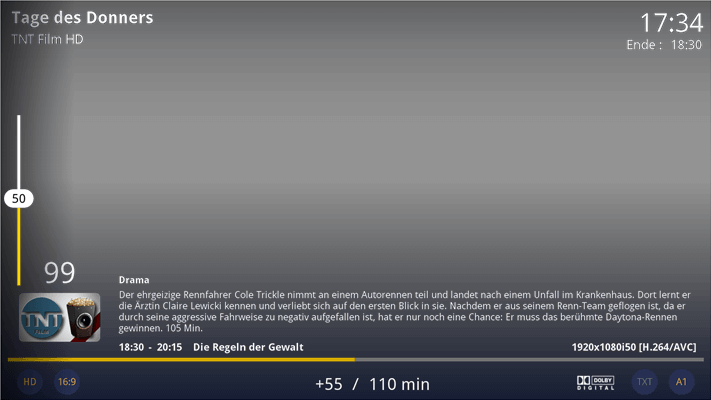 Tage des Donners
TNT Film HD
17:34
Ende : 18:30
50
99
TNT
Drama
Der ehrgeizige Rennfahrer Cole Trickle nimmt an einem Autorennen teil und landet nach einem Unfall im Krankenhaus. Dort lernt er
die Ärztin Claire Lewicki kennen und verliebt sich auf den ersten Blick in sie. Nachdem er aus seinem Renn-Team geflogen ist, da er
durch seine aggressive Fahrweise zu negativ aufgefallen ist, hat er nur noch eine Chance: Er muss das berühmte Daytona-Rennen
gewinnen. 105 Min.
18:30 - 20:15 Die Regeln der Gewalt
1920x1080i50 [H.264/AVC]
HD
16:9
+55 / 110 min
DOLBY
DIGITAL
TXT
A1